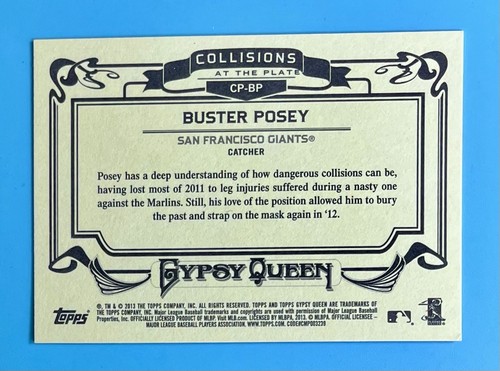 COLLISIONS
AT THE PLATE
CP-BP
BUSTER POSEY
SAN FRANCISCO GIANTS®
CATCHER
Posey has a deep understanding of how dangerous collisions can be,
having lost most of 2011 to leg injuries suffered during a nasty one
against the Marlins. Still, his love of the position allowed him to bury
the past and strap on the mask again in '12.
GYPSY QUEEN
Topps
®, TM & © 2013 THE TOPPS COMPANY, INC. ALL RIGHTS RESERVED. TOPPS AND TOPPS GYPSY QUEEN ARE TRADEMARKS OF
THE TOPPS COMPANY, INC. Major League Baseball trademarks and copyrights are used with permission of Major League Baseball
Properties, Inc. OFFICIALLY LICENSED PRODUCT OF MLBP. Visit MLB.com. LICENSED BY MLBPA, 2013. © MLBPA. OFFICIAL LICENSEE –
MAJOR LEAGUE BASEBALL PLAYERS ASSOCIATION. WWW.TOPPS.COM. CODE#CMP003239